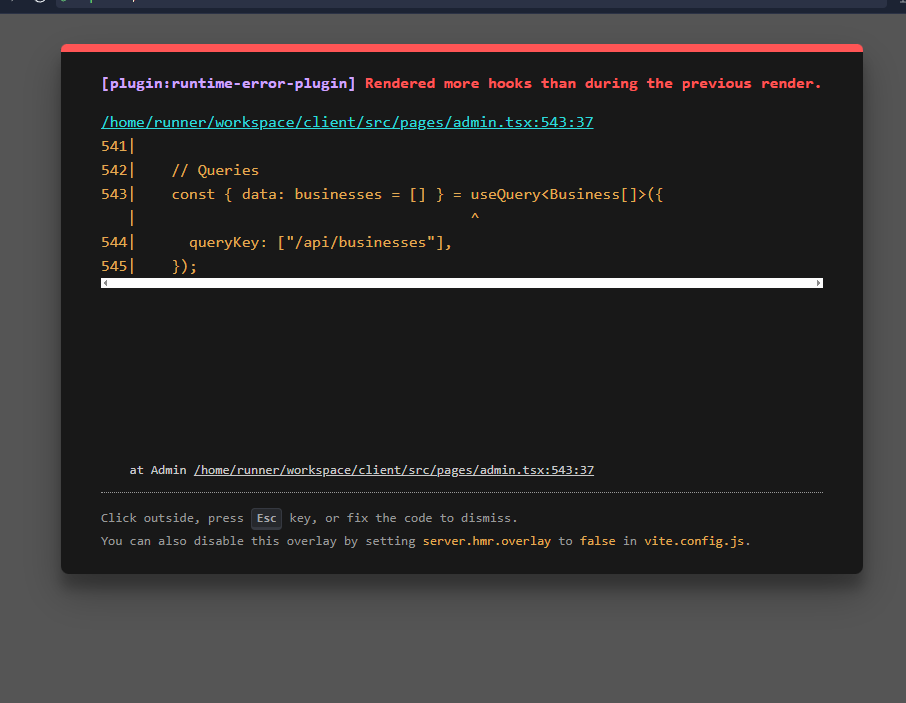 [plugin:runtime-error-plugin] Rendered more hooks than during the previous render.
/home/runner/workspace/client/src/pages/admin.tsx:543:37
541|
542|    // Queries
543|    const { data: businesses = [] } = useQuery<Business[]>({
   |                                      ^
544|      queryKey: ["/api/businesses"],
545|    });
at Admin /home/runner/workspace/client/src/pages/admin.tsx:543:37
Click outside, press Esc key, or fix the code to dismiss.
You can also disable this overlay by setting server.hmr.overlay to false in vite.config.js.